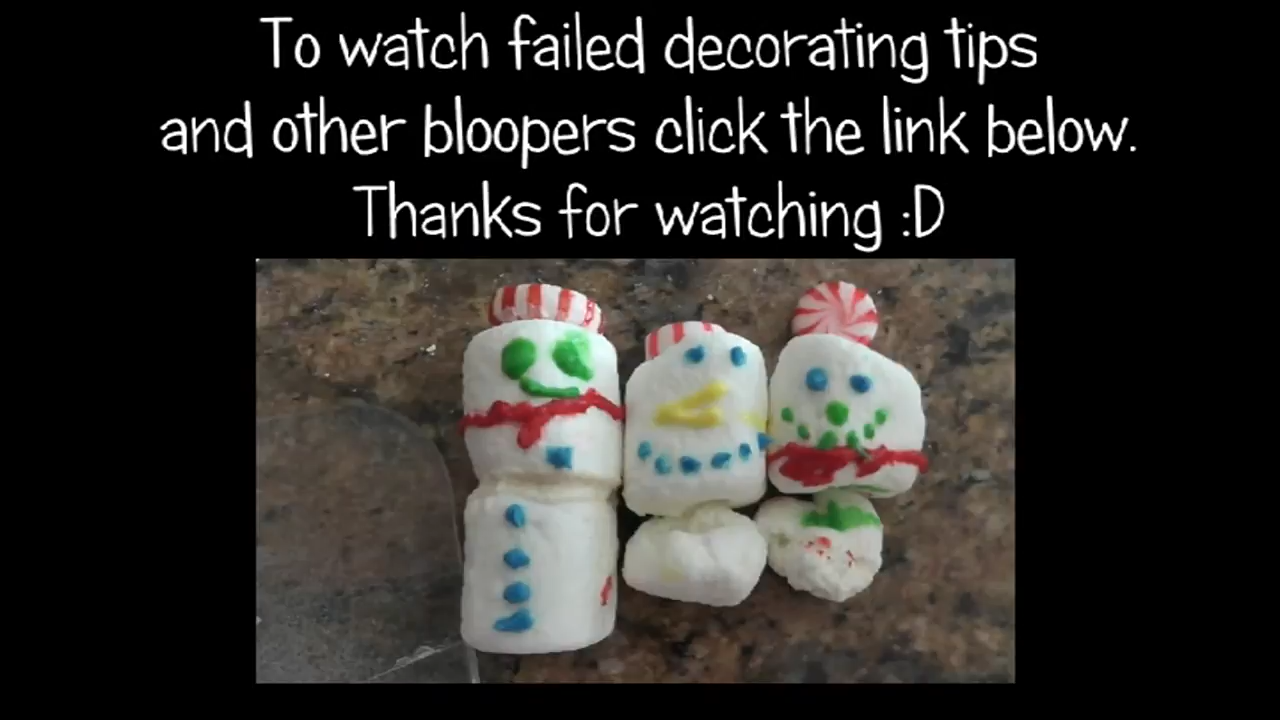 To watch failed decorating tips
and other bloopers click the link below.
Thanks for watching :D